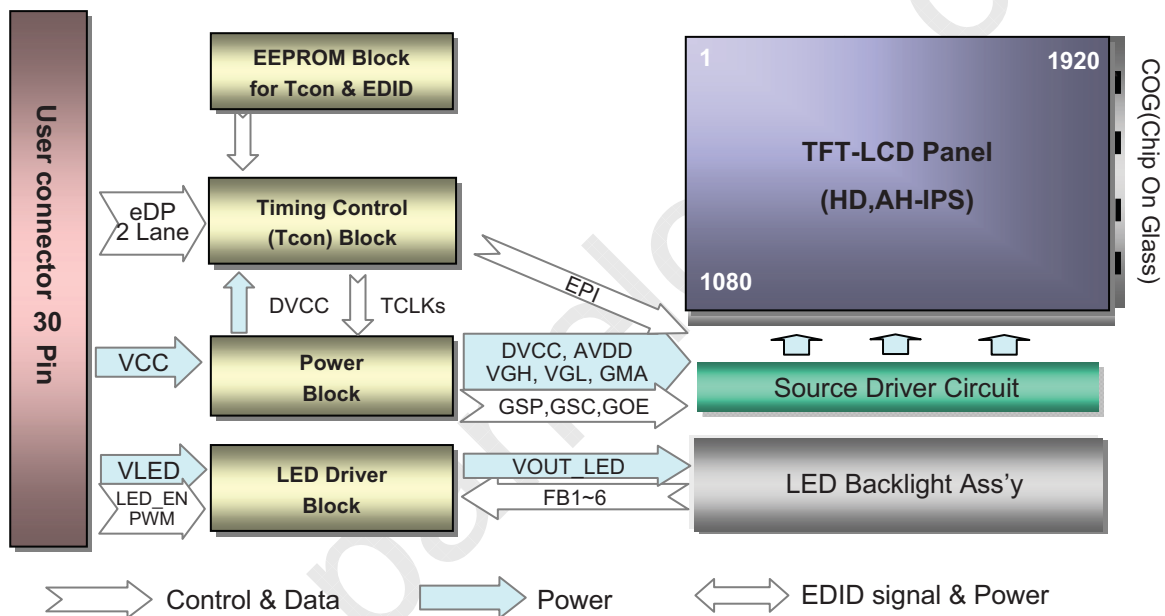 User connector 30 Pin
EEPROM Block
for Tcon & EDID
eDP
2 Lane
Timing Control
(Tcon) Block
DVCC
TCLKs
EPI
VCC
Power
Block
DVCC, AVDD
VGH, VGL, GMA
GSP,GSC,GOE
VLED
LED_EN
PWM
LED Driver
Block
VOUT_LED
FB1~6
1
1920
TFT-LCD Panel
(HD,AH-IPS)
1080
COG(Chip On Glass)
Source Driver Circuit
LED Backlight Ass’y
Control & Data
Power
EDID signal & Power